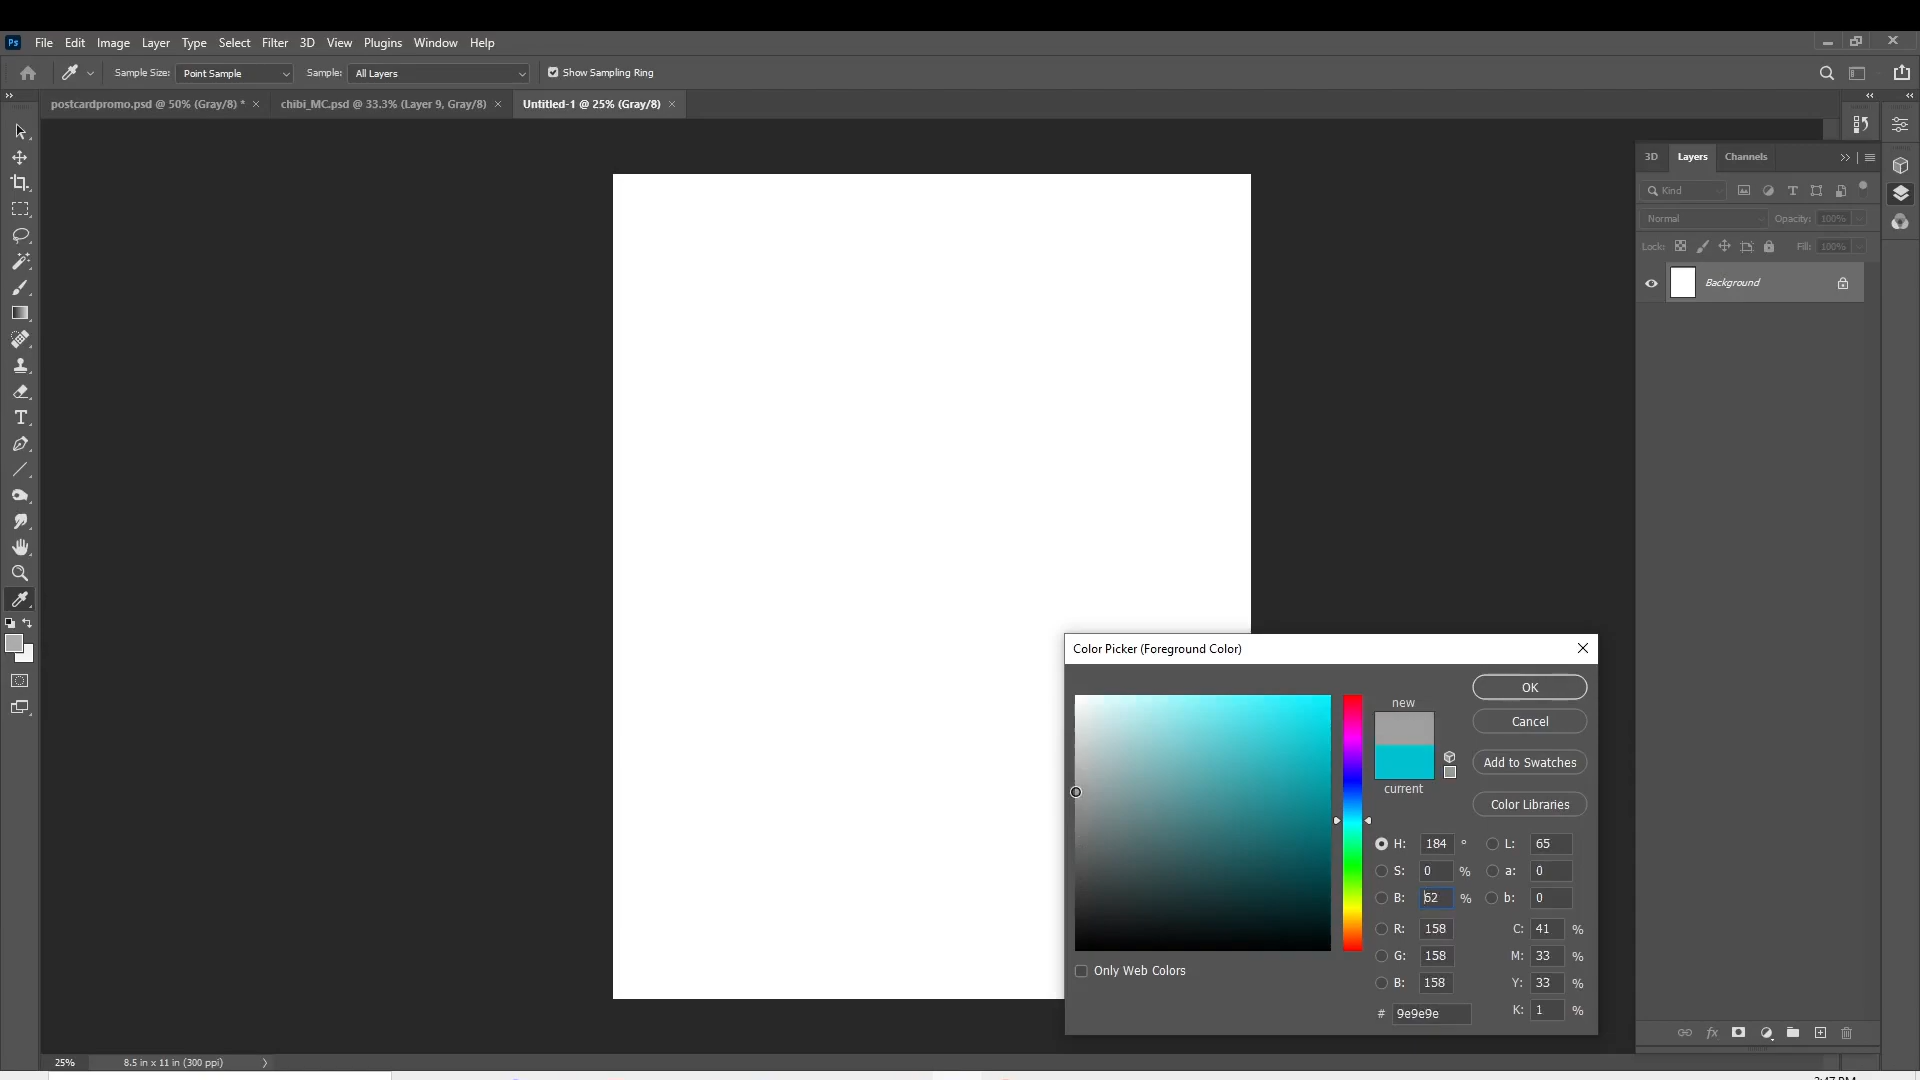 Ps File Edit Image Layer Type Select Filter 3D View Plugins Window Help
Sample Size: Point Sample Sample: All Layers Show Sampling Ring
postcardpromo.psd @ 50% (Gray/8) * × chibi_MC.psd @ 33.3% (Layer 9, Gray/8) × Untitled-1 @ 25% (Gray/8) ×
3D Layers Channels
Kind
Normal Opacity: 100%
Lock: Fill: 100%
Background
Color Picker (Foreground Color)
new
current
OK
Cancel
Add to Swatches
Color Libraries
H: 184 ° L: 65
S: 0 % a: 0
B: 62 % b: 0
R: 158 C: 41 %
G: 158 M: 33 %
B: 158 Y: 33 %
# 9e9e9e K: 1 %
Only Web Colors
fx
25% 8.5 in x 11 in (300 ppi)